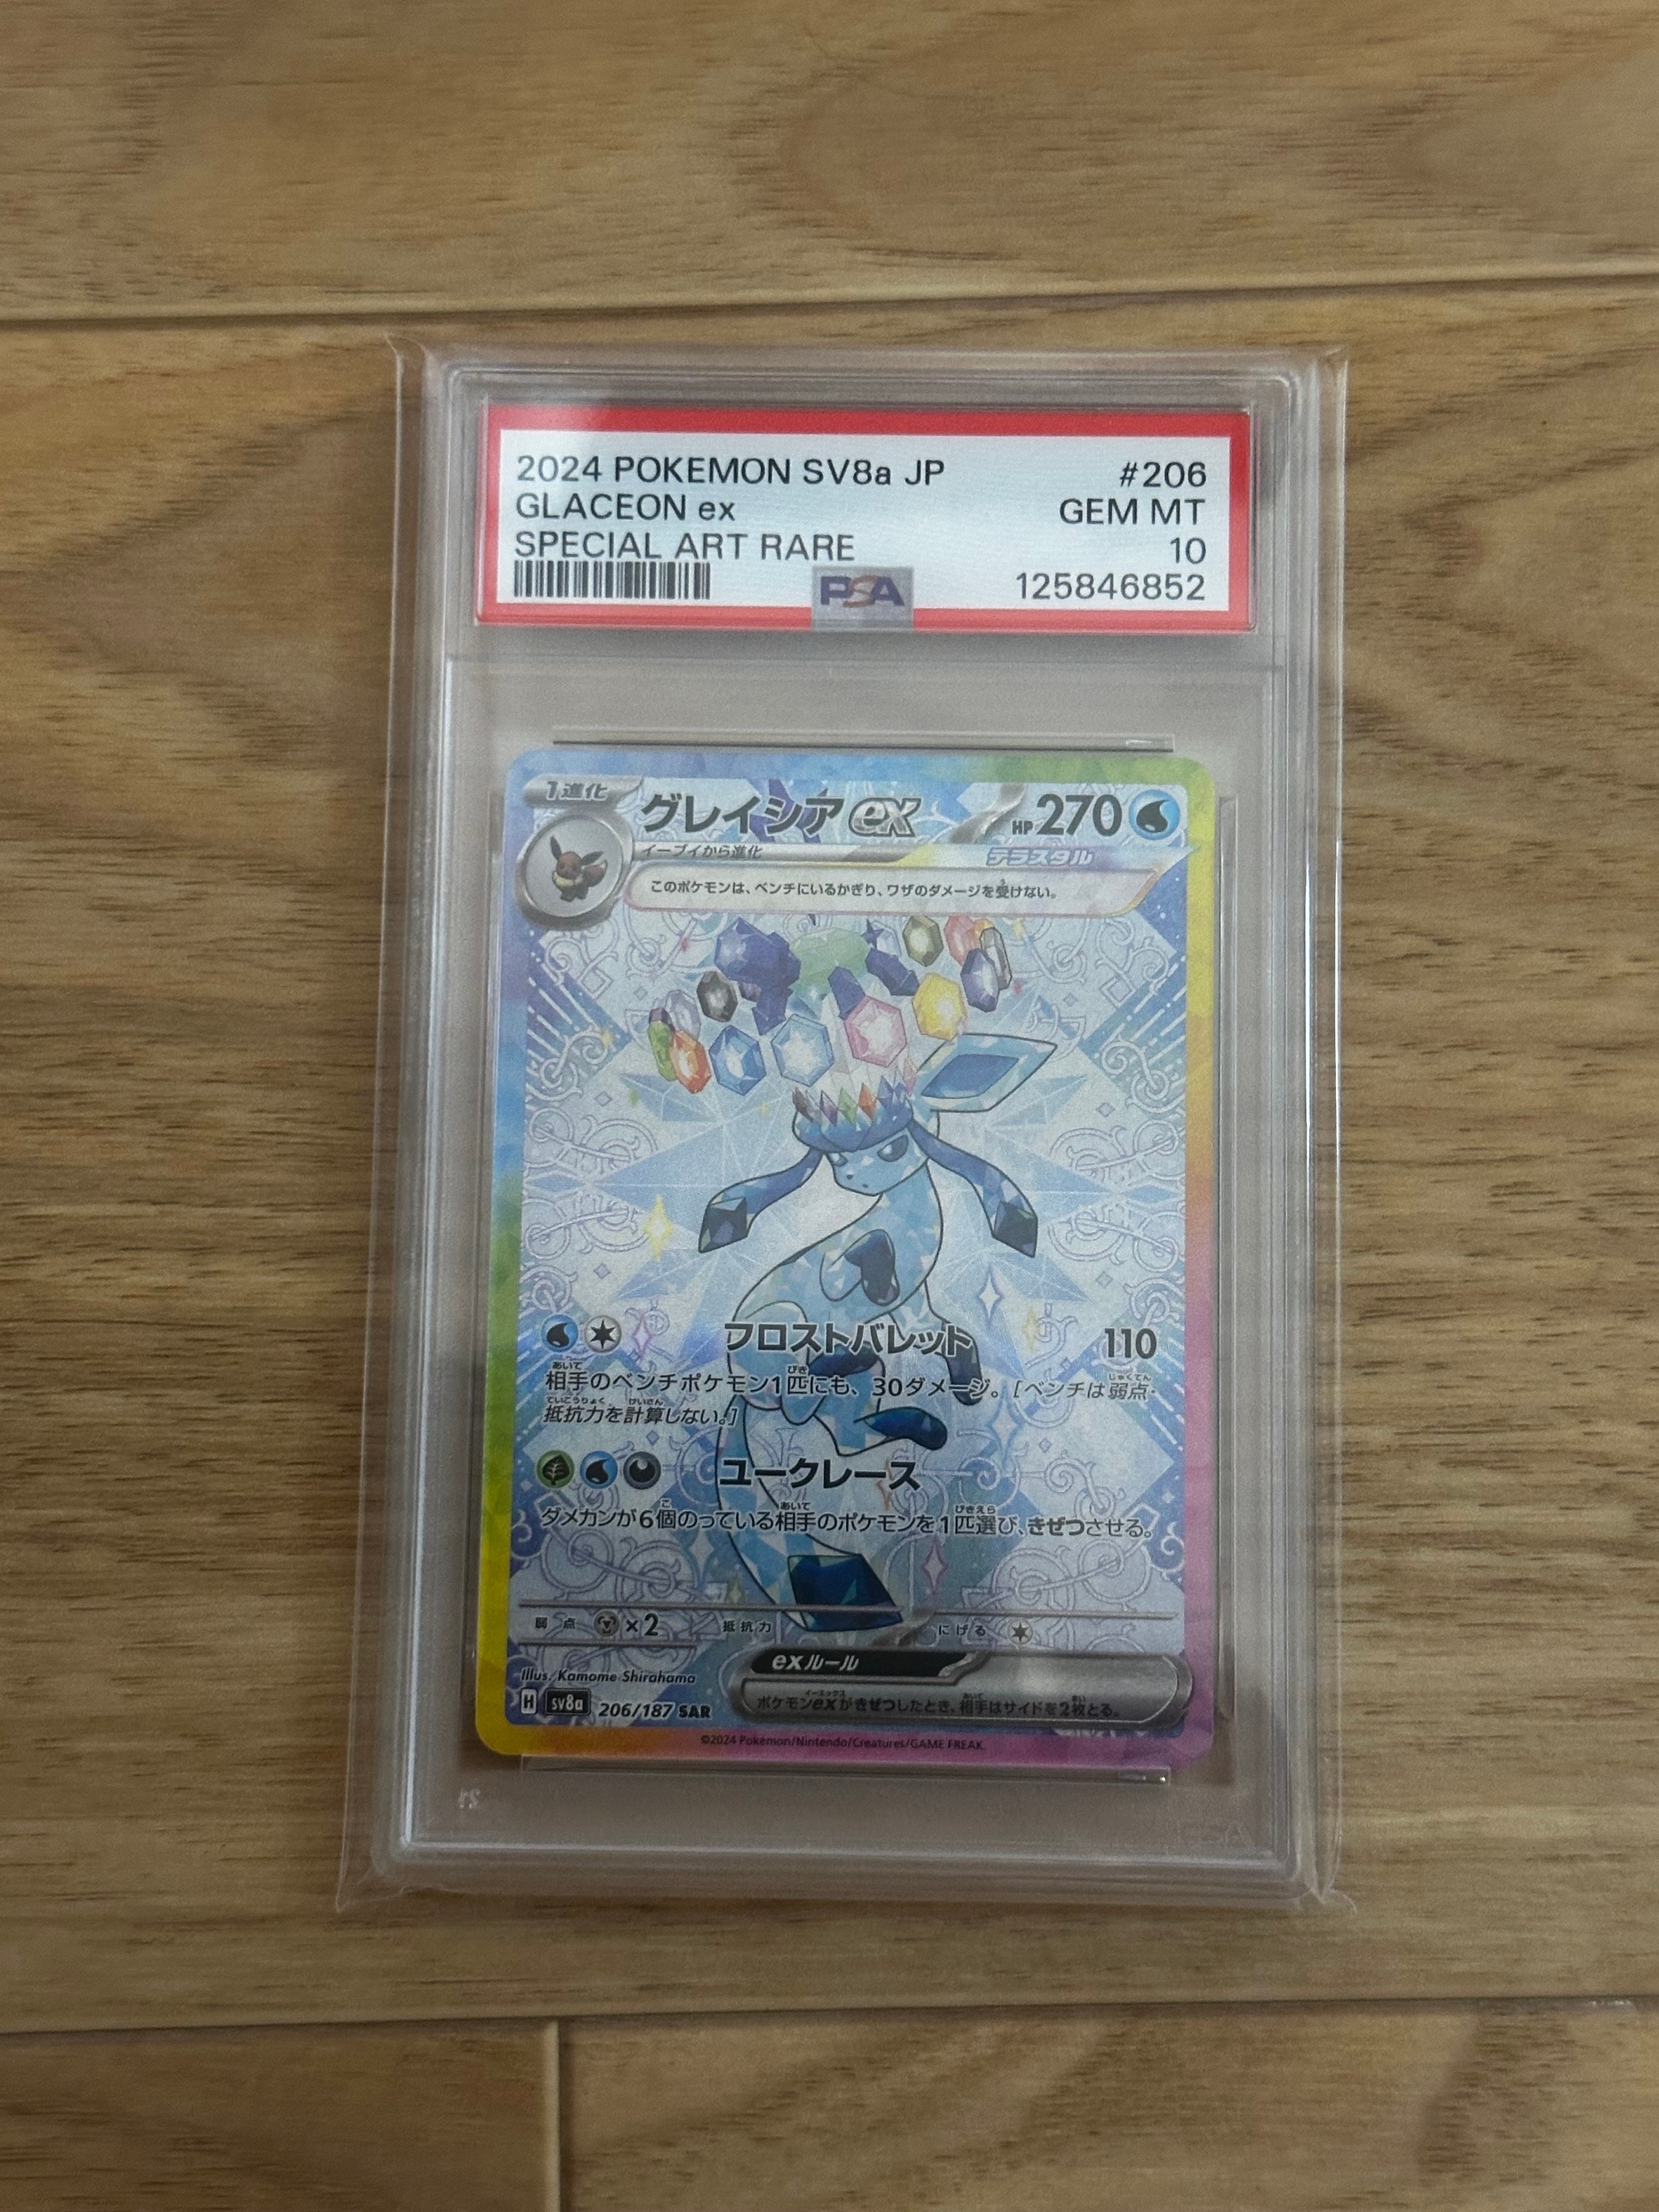 2024 POKEMON SV8a JP #206
GLACEON ex GEM MT
SPECIAL ART RARE 10
PSA 125846852
1進化 グレイシアex HP270
イーブイから進化 テラスタル
このポケモンは、ベンチにいるかぎり、ワザのダメージを受けない。
フロストバレット 110
相手のベンチポケモン1匹にも、30ダメージ。[ベンチは弱点・
抵抗力を計算しない。]
ユークレース
ダメカンが6個のっている相手のポケモンを1匹選び、きぜつさせる。
弱点 ×2 抵抗力 にげる
Illus. Kamome Shirahama
exルール
ポケモンexがきぜつしたとき、相手はサイドを2枚とる。
H sv8a 206/187 SAR
©2024 Pokémon/Nintendo/Creatures/GAME FREAK.